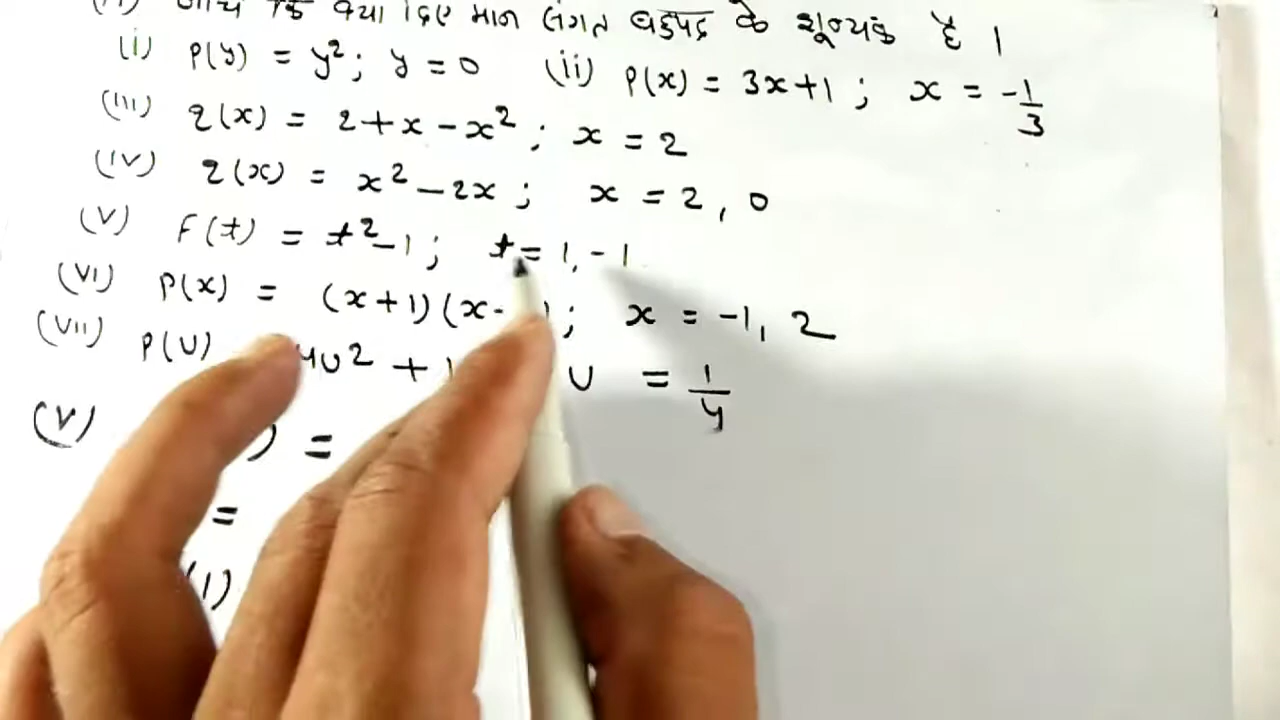 कि क्या दिए मान संगत बहुपद के शून्यक है ।
(i) P(y) = y²; y = 0 (ii) P(x) = 3x+1; x = -1/3
(iii) q(x) = 2+x-x²; x = 2
(iv) q(x) = x²-2x; x = 2, 0
(v) F(t) = t²-1; t = 1, -1
(vi) P(x) = (x+1)(x- ; x = -1, 2
(vii) P(U) 4U² + 1 U = 1/4
(v) ) =
=
(1)